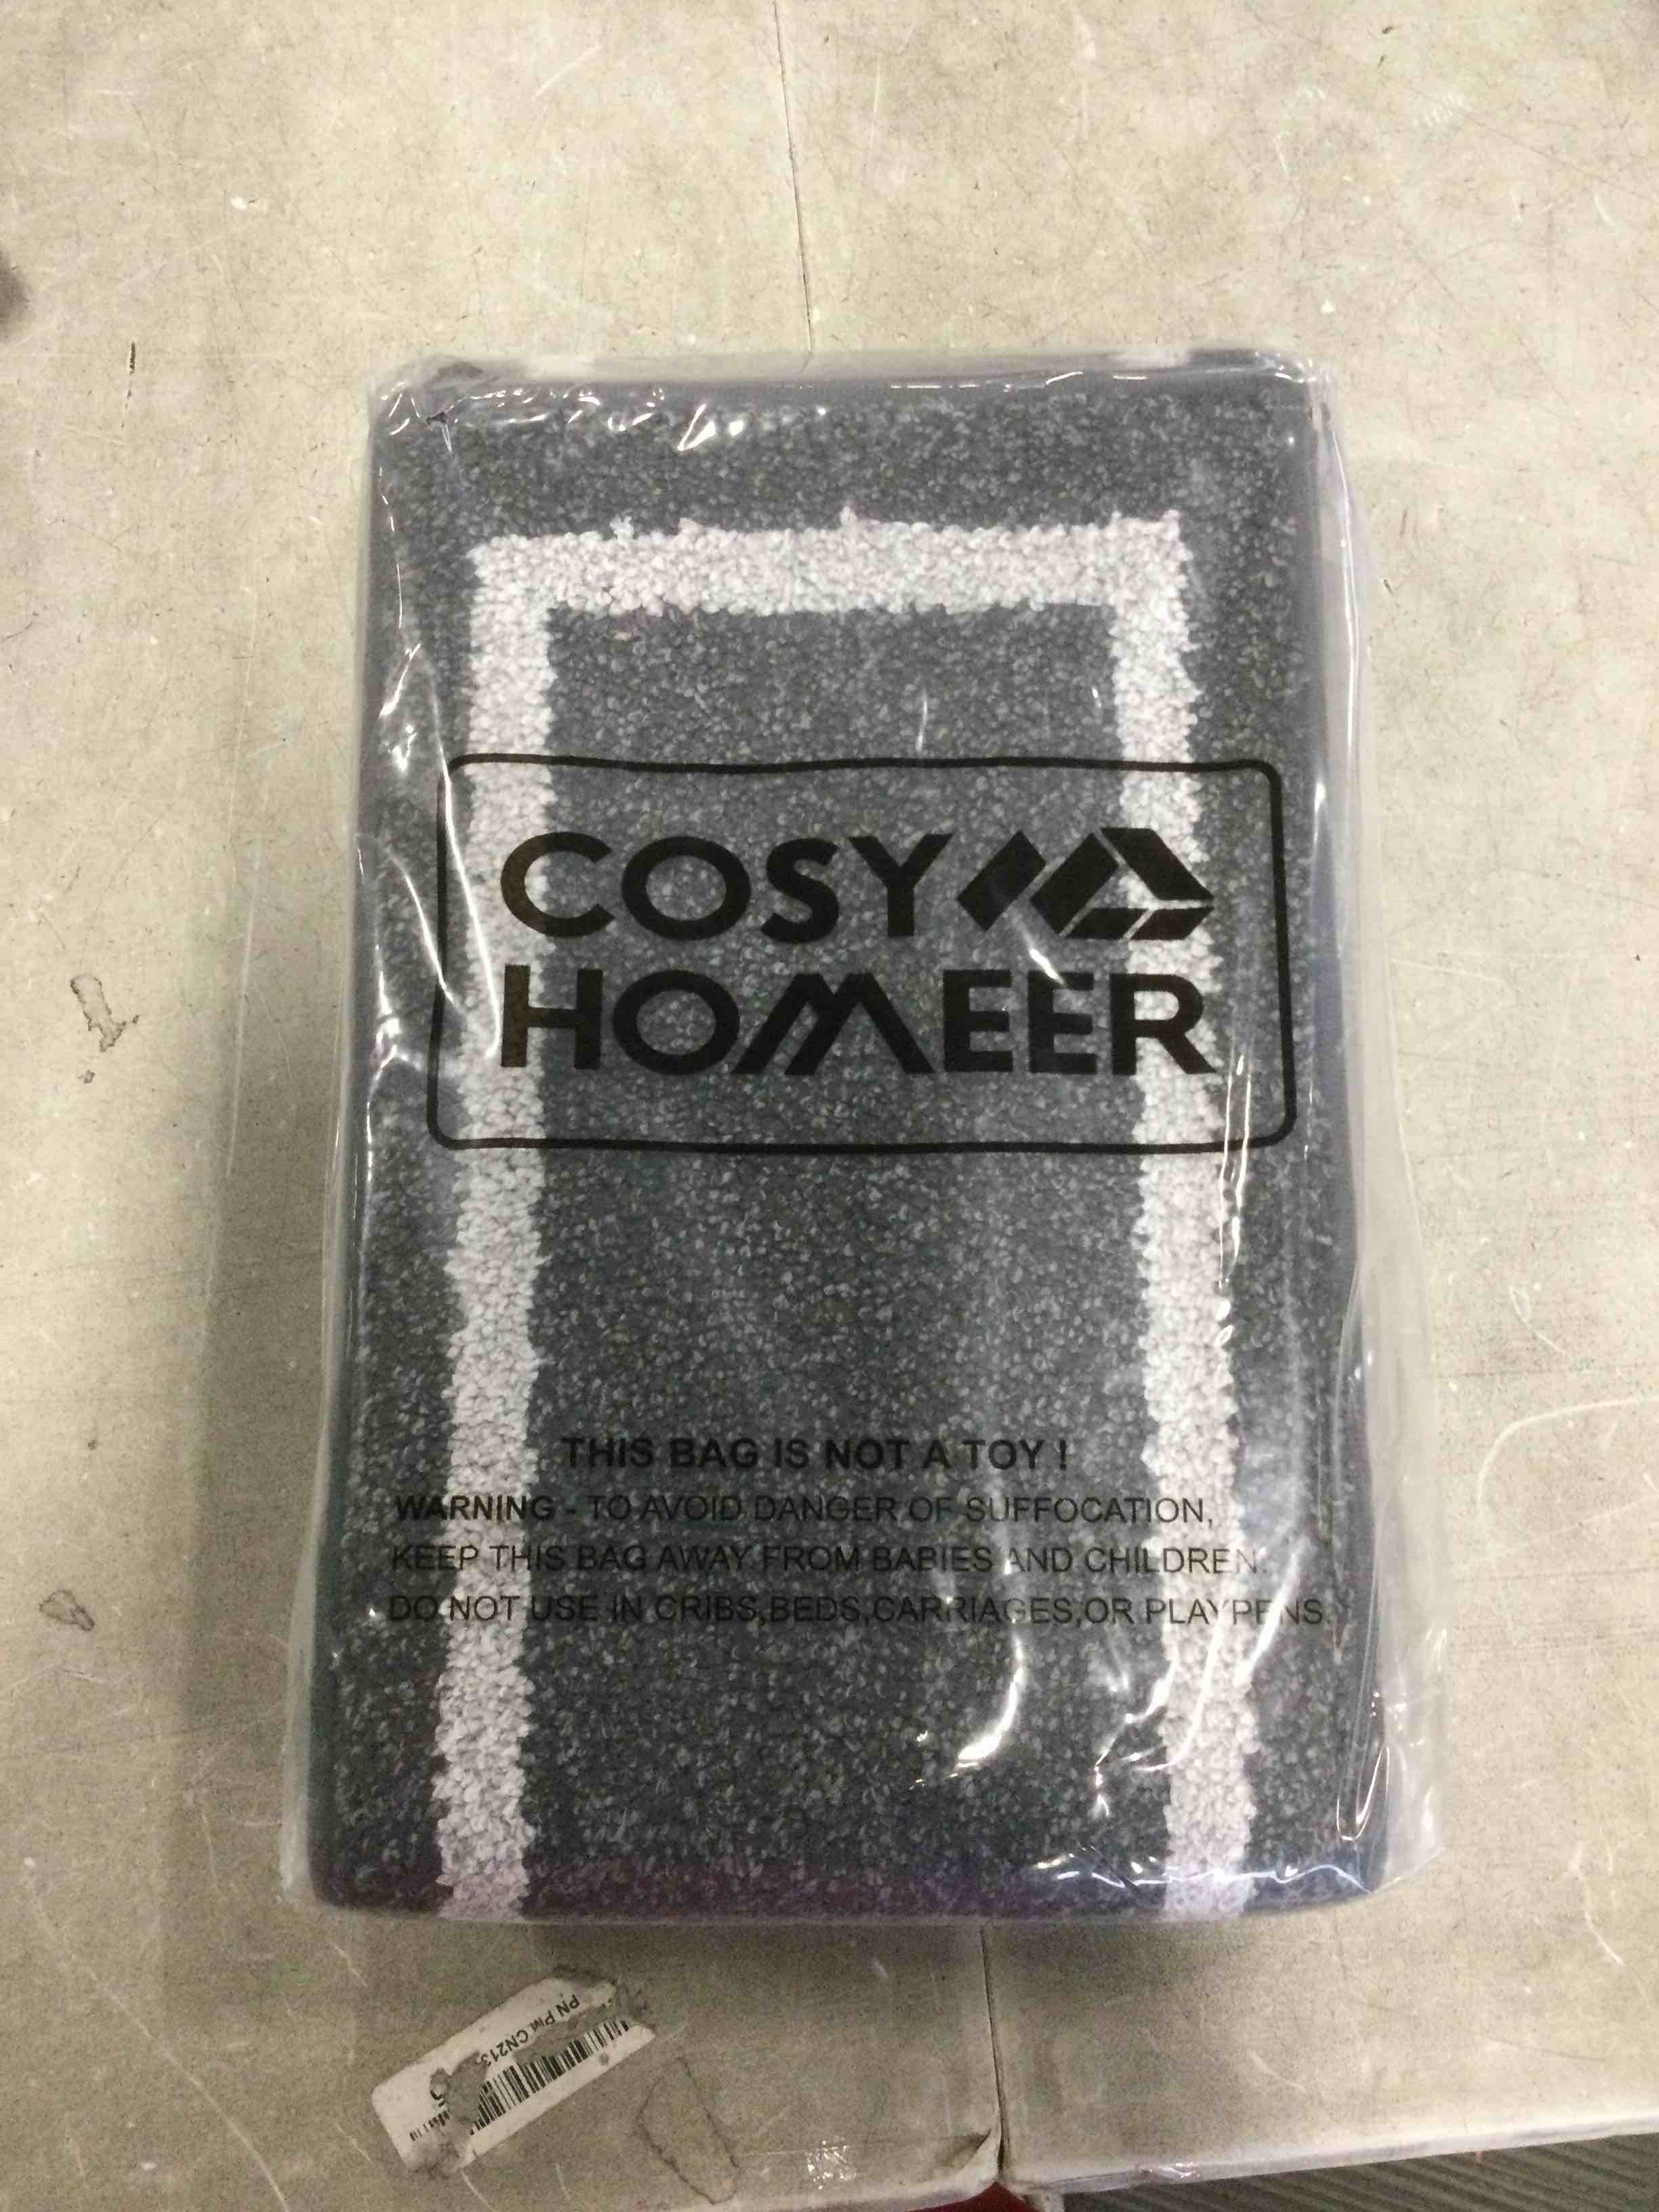 COSY
HOMEER
THIS BAG IS NOT A TOY !
WARNING - TO AVOID DANGER OF SUFFOCATION,
KEEP THIS BAG AWAY FROM BABIES AND CHILDREN.
DO NOT USE IN CRIBS,BEDS,CARRIAGES,OR PLAYPENS.
PN PM CN213